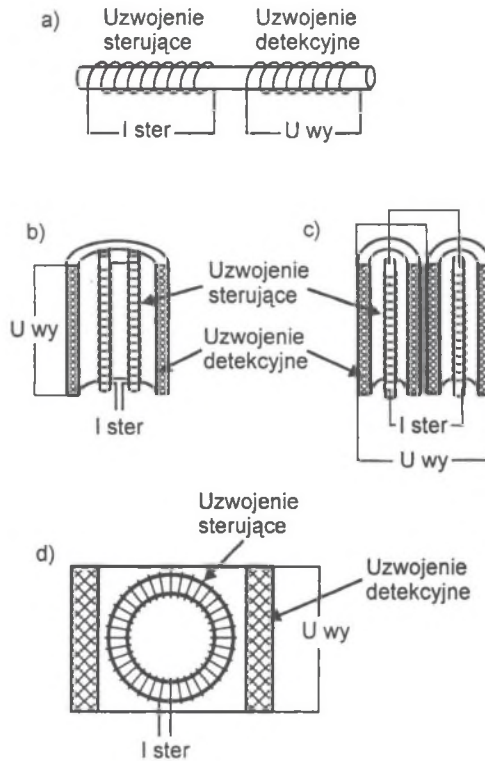 a)
Uzwojenie
sterujące
Uzwojenie
detekcyjne
I ster
U wy
b)
c)
Uzwojenie
sterujące
U wy
Uzwojenie
detekcyjne
I ster
I ster
U wy
Uzwojenie
sterujące
d)
Uzwojenie
detekcyjne
U wy
I ster